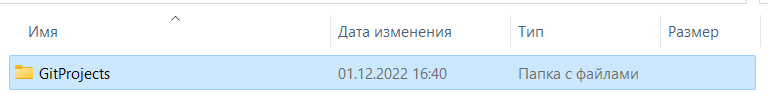 Имя Дата изменения Тип Размер
GitProjects 01.12.2022 16:40 Папка с файлами